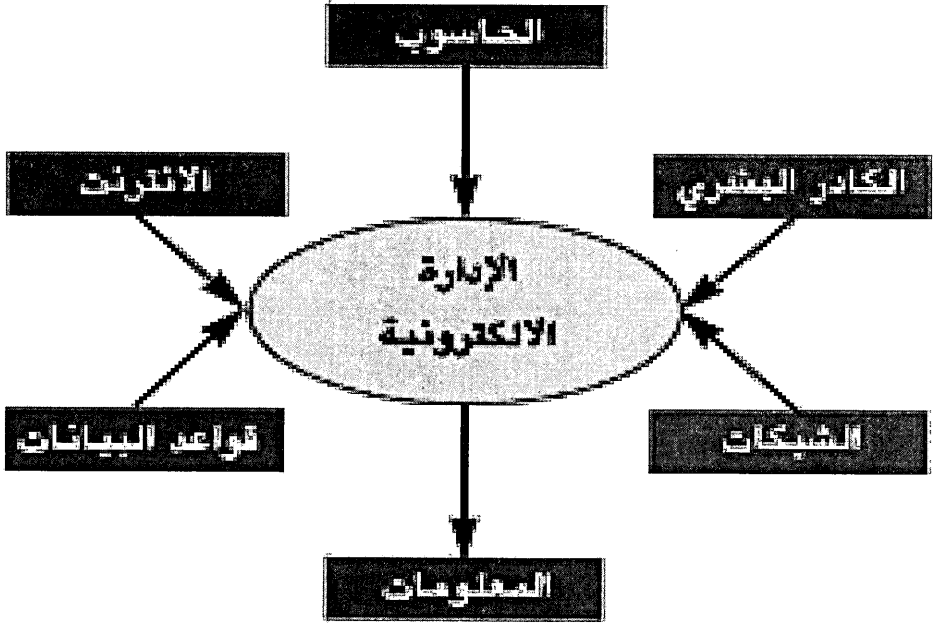 الحاسوب
الكادر البشري
الانترنت
الإدارة
الالكترونية
الشبكات
قواعد البيانات
المعلومات